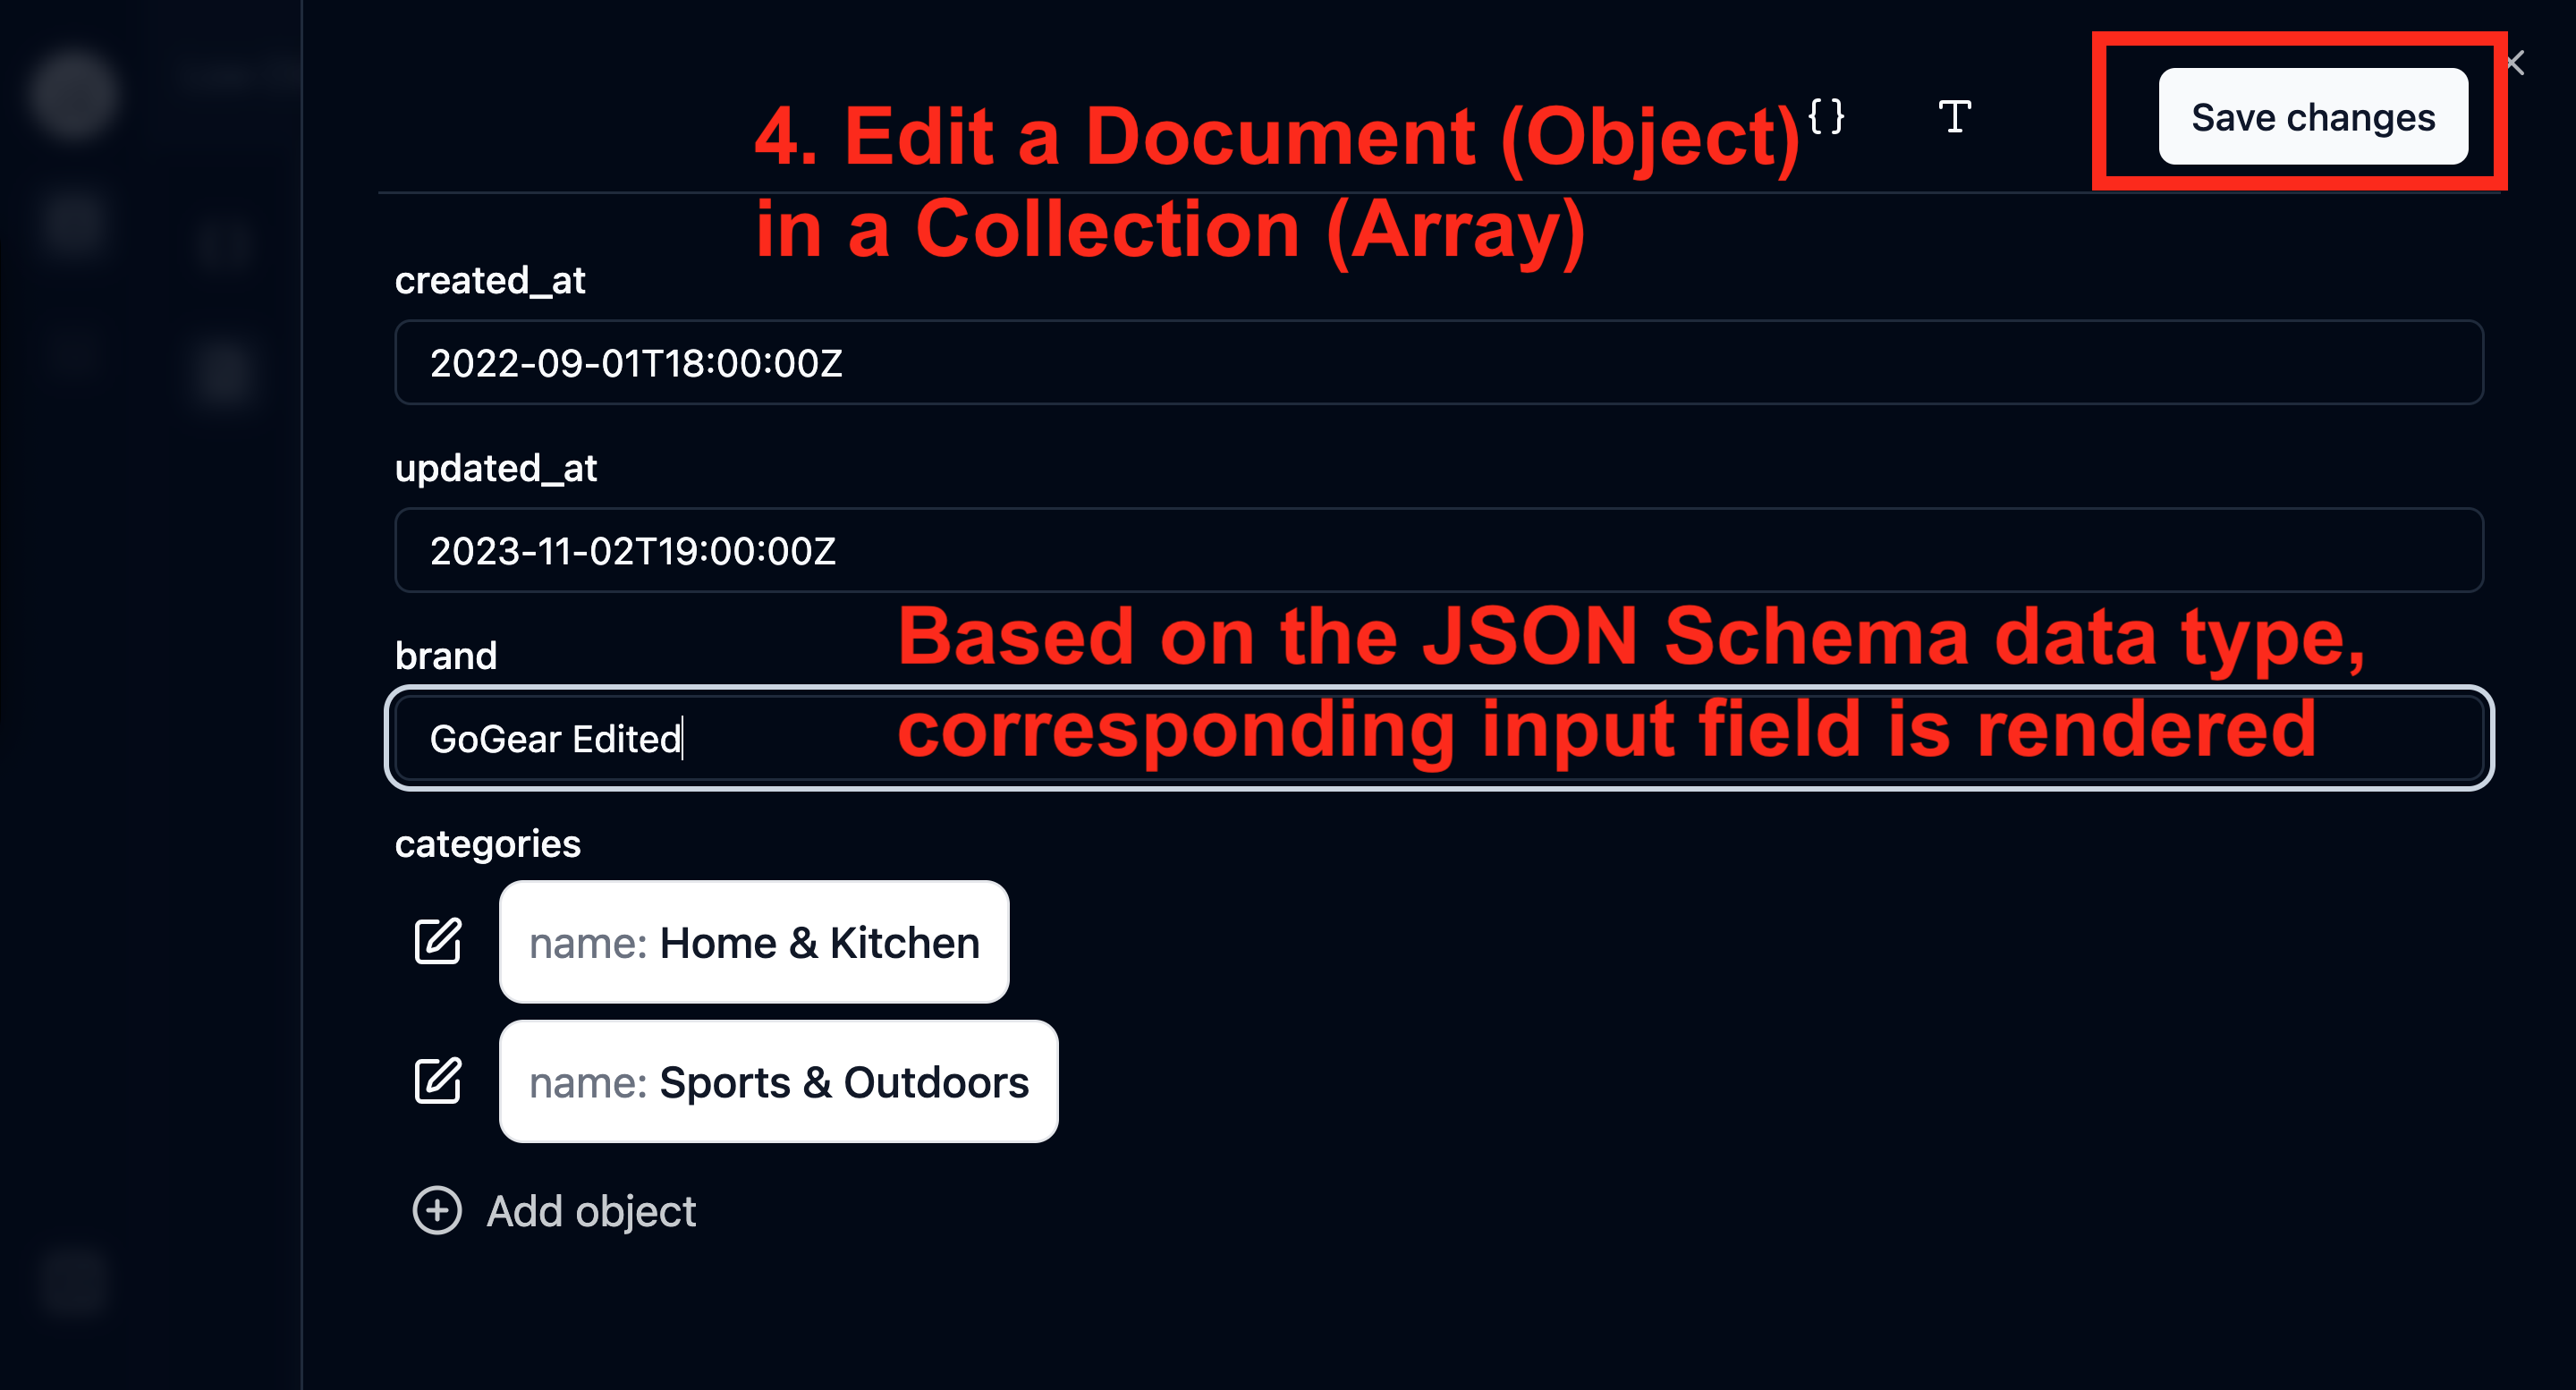 4. Edit a Document (Object)
{ }
T
Save changes
in a Collection (Array)
created_at
2022-09-01T18:00:00Z
updated_at
2023-11-02T19:00:00Z
Based on the JSON Schema data type,
brand
corresponding input field is rendered
GoGear Edited
categories
name: Home & Kitchen
name: Sports & Outdoors
Add object